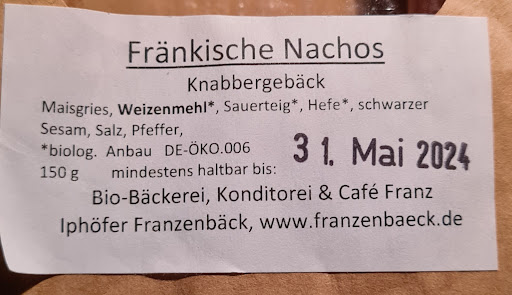 Fränkische Nachos
Knabbergebäck
Maisgries, Weizenmehl*, Sauerteig*, Hefe*, schwarzer
Sesam, Salz, Pfeffer,
*biolog. Anbau DE-ÖKO.006
150 g mindestens haltbar bis: 31. Mai 2024
Bio-Bäckerei, Konditorei & Café Franz
Iphöfer Franzenbäck, www.franzenbaeck.de